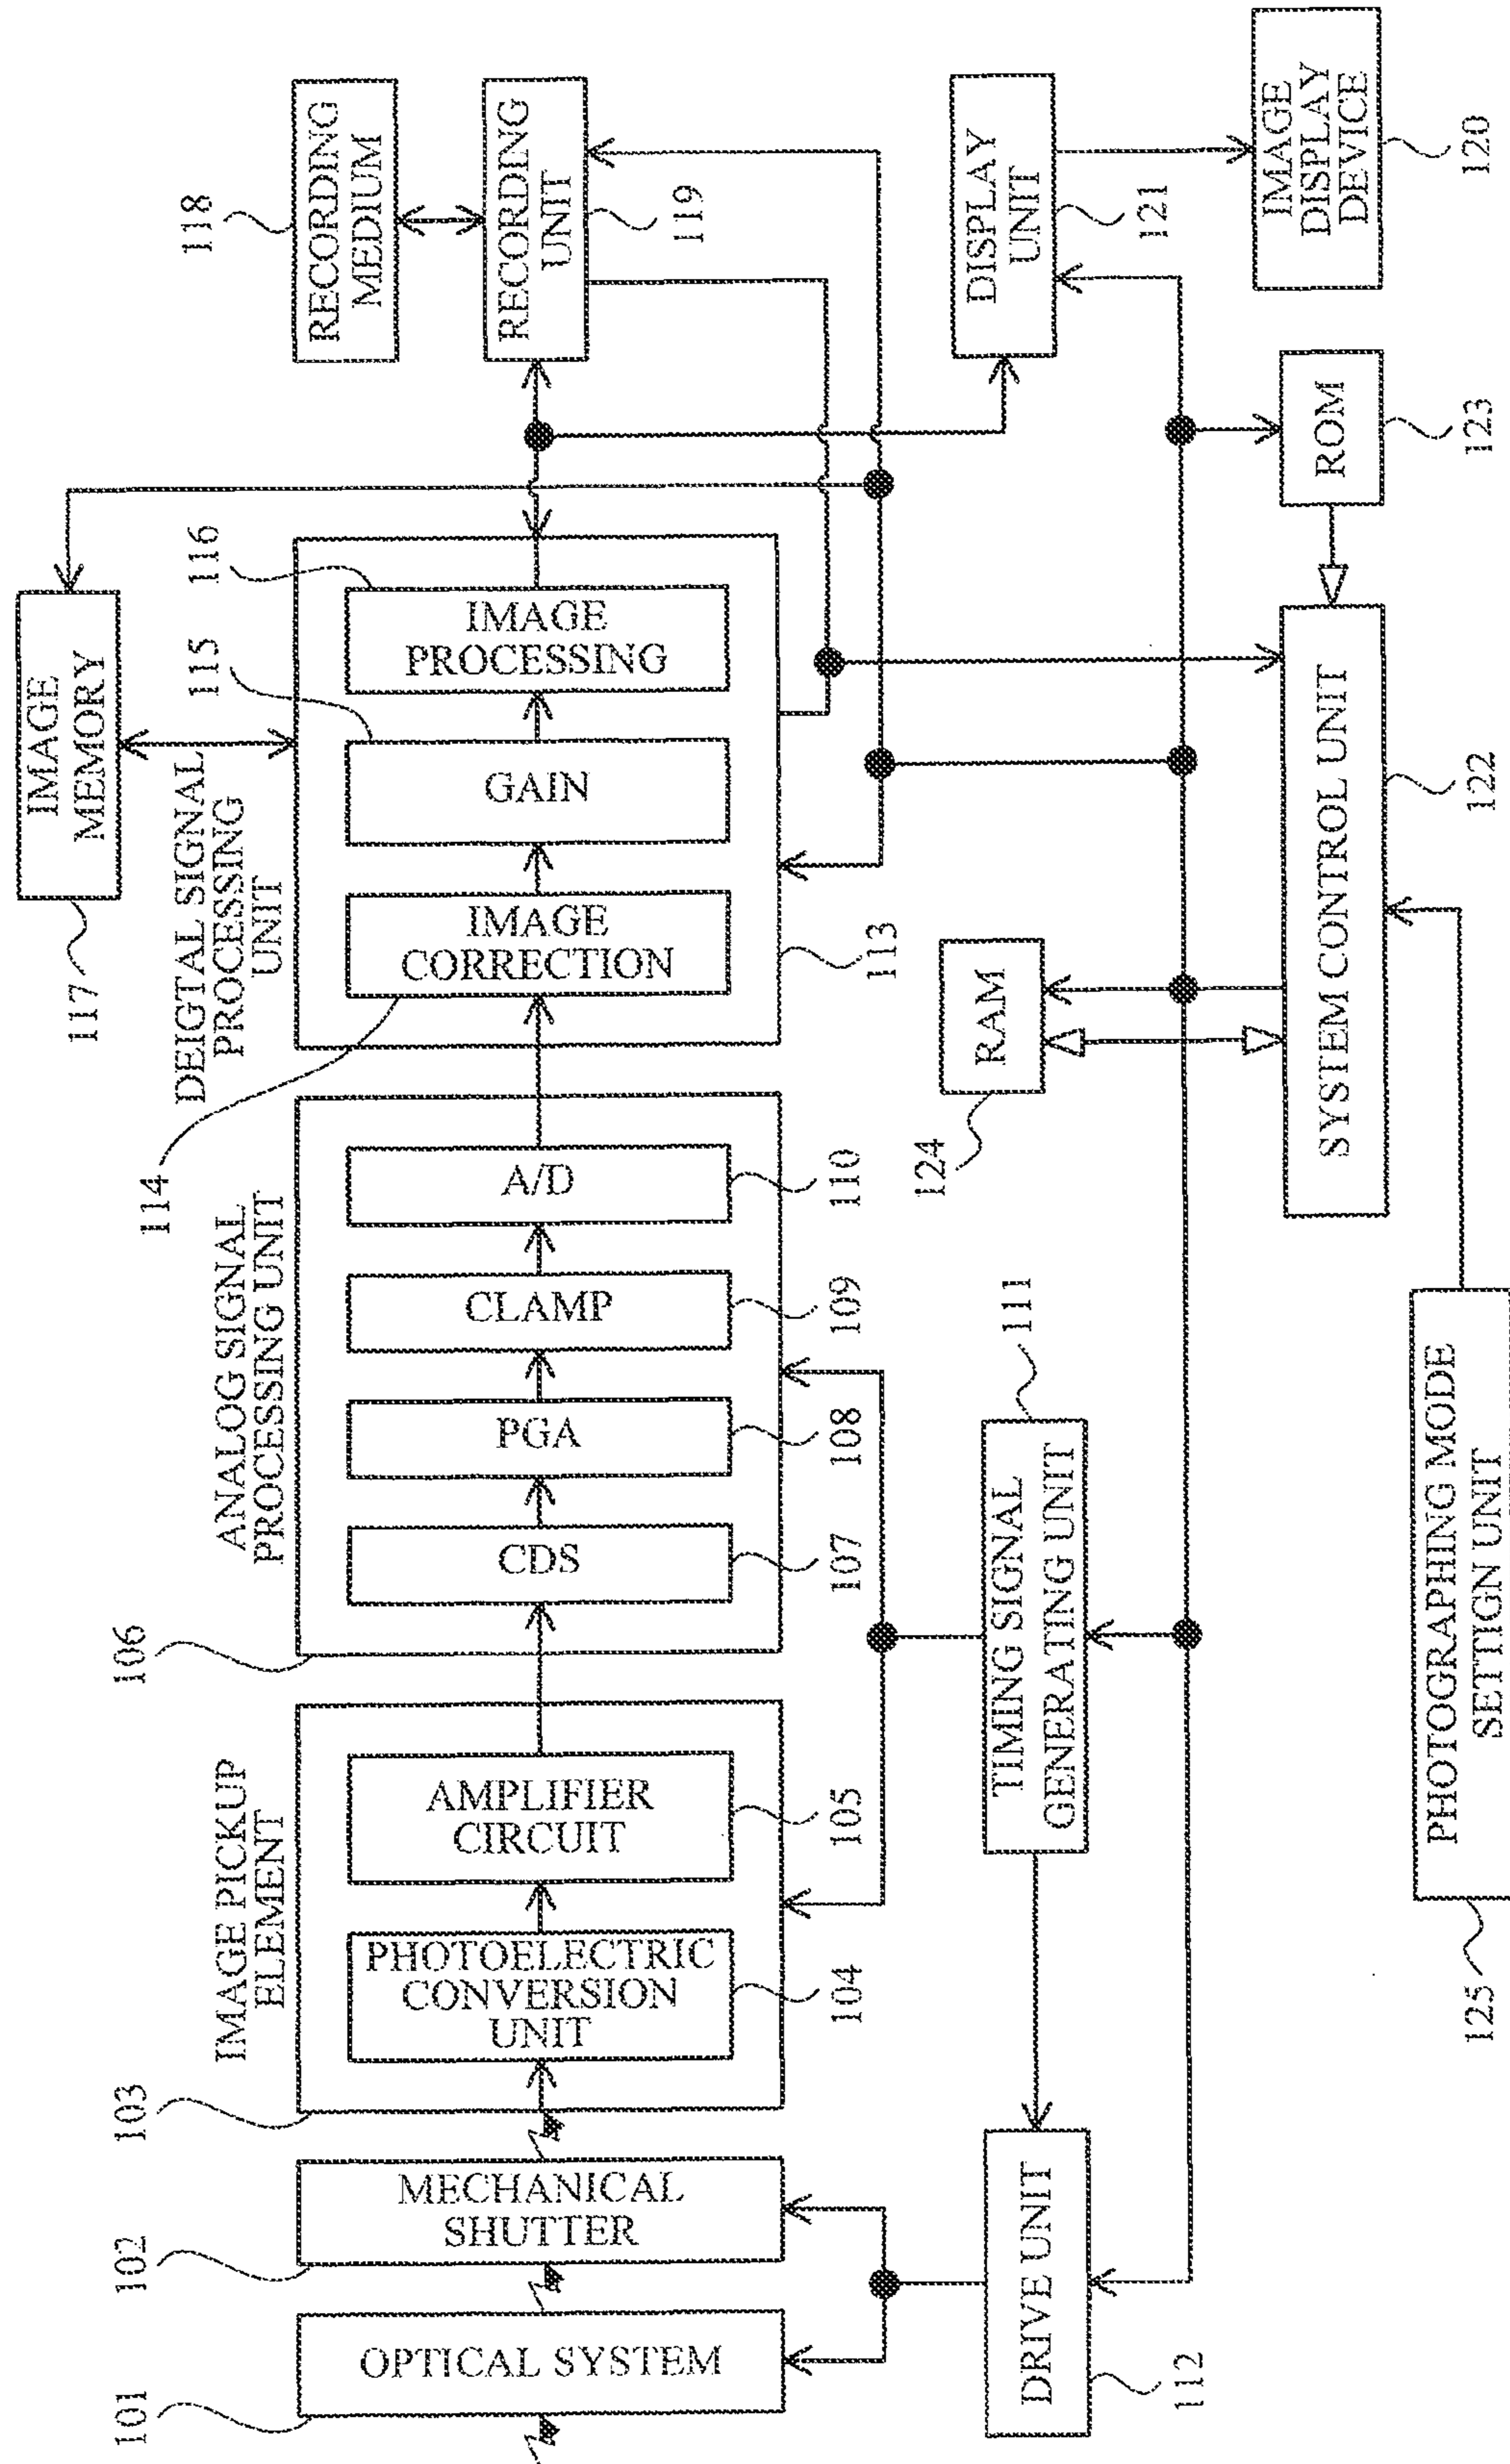 101
OPTICAL SYSTEM
102
MECHANICAL
SHUTTER
103
IMAGE PICKUP
ELEMENT
PHOTOELECTRIC
CONVERSION
UNIT
104
AMPLIFIER
CIRCUIT
105
106
ANALOG SIGNAL
PROCESSING UNIT
CDS
107
PGA
108
CLAMP
109
A/D
110
114
DEIGTAL SIGNAL
PROCESSING
UNIT
IMAGE
CORRECTION
113
GAIN
115
IMAGE
PROCESSING
116
117
IMAGE
MEMORY
118
RECORDING
MEDIUM
RECORDING
UNIT
119
DISPLAY
UNIT
121
IMAGE
DISPLAY
DEVICE
120
DRIVE UNIT
112
TIMING SIGNAL
GENERATING UNIT
111
RAM
124
ROM
123
SYSTEM CONTROL UNIT
122
PHOTOGRAPHING MODE
SETTIGN UNIT
125